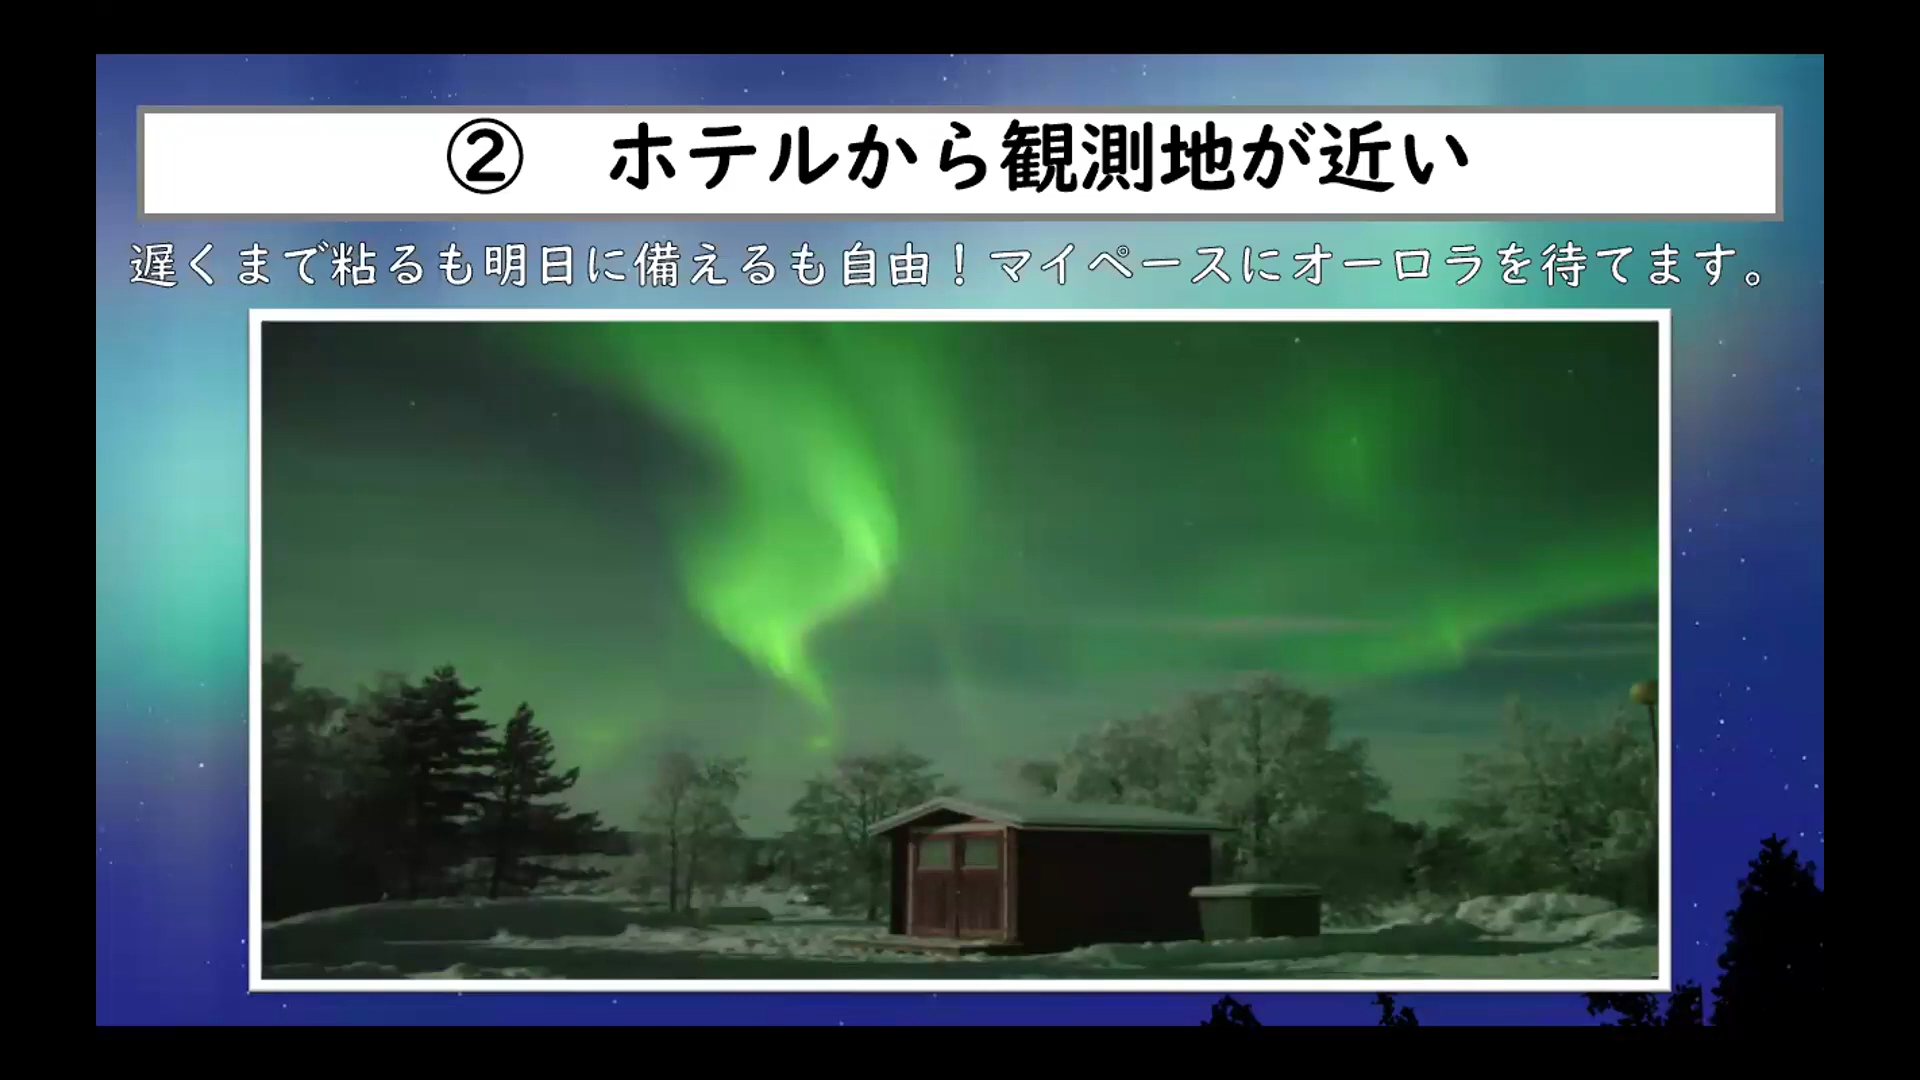 ② ホテルから観測地が近い
遅くまで粘るも明日に備えるも自由！マイペースにオーロラを待てます。